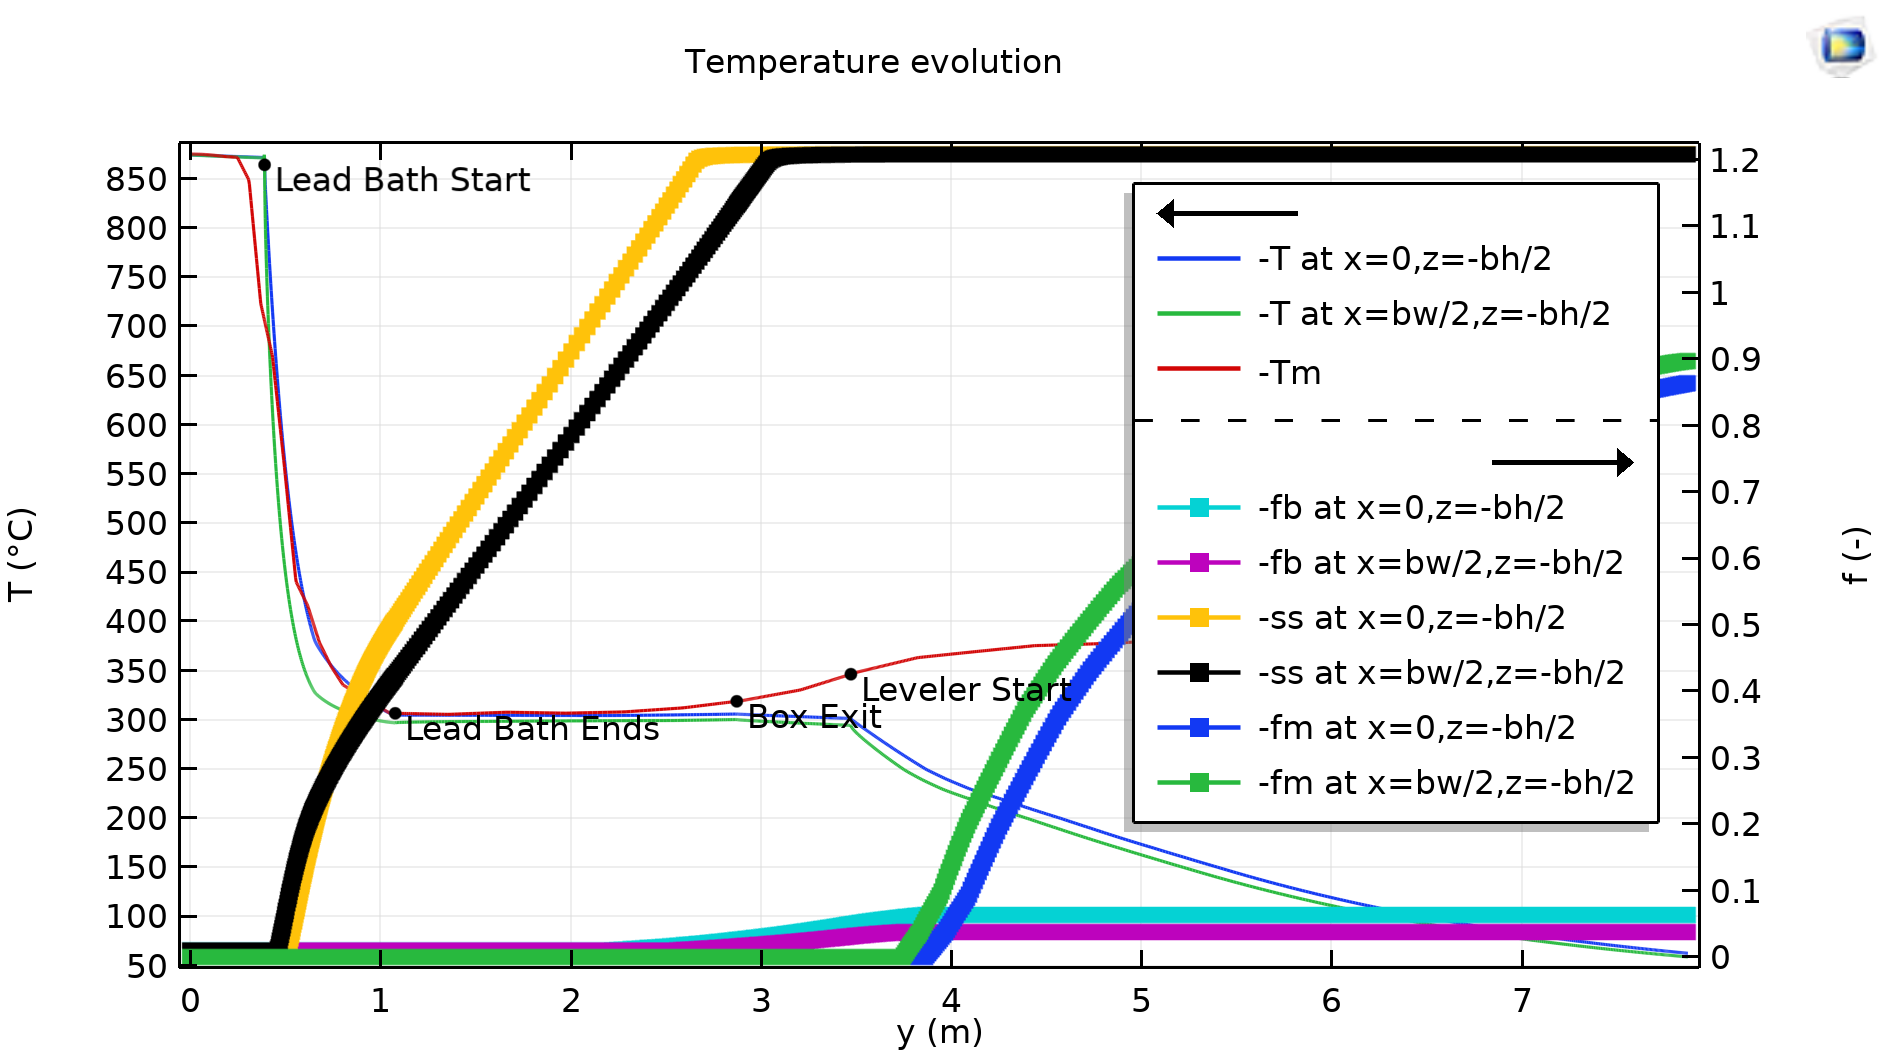 Temperature evolution
850
800
750
700
650
600
550
500
450
400
350
300
250
200
150
100
50
T (°C)
Lead Bath Start
Lead Bath Ends
Box Exit
Leveler Start
-T at x=0,z=-bh/2
-T at x=bw/2,z=-bh/2
-Tm
-fb at x=0,z=-bh/2
-fb at x=bw/2,z=-bh/2
-ss at x=0,z=-bh/2
-ss at x=bw/2,z=-bh/2
-fm at x=0,z=-bh/2
-fm at x=bw/2,z=-bh/2
1.2
1.1
1
0.9
0.8
0.7
0.6
0.5
0.4
0.3
0.2
0.1
0
f (-)
0 1 2 3 4 5 6 7
y (m)